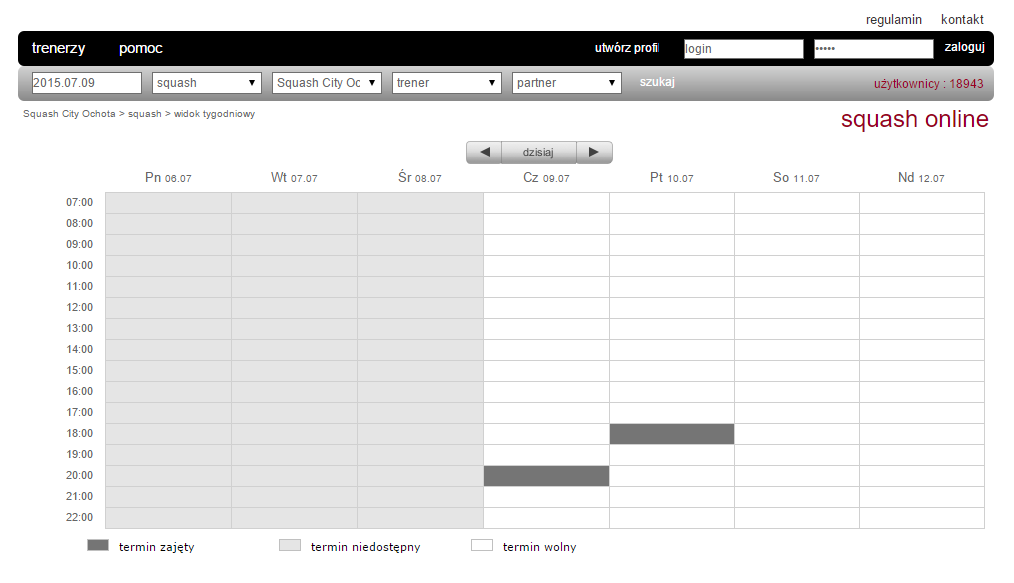 regulamin kontakt
trenerzy pomoc utwórz profil login ••••• zaloguj
2015.07.09 squash Squash City Oc trener partner szukaj użytkownicy : 18943
Squash City Ochota > squash > widok tygodniowy squash online
dzisiaj
Pn 06.07 Wt 07.07 Śr 08.07 Cz 09.07 Pt 10.07 So 11.07 Nd 12.07
07:00
08:00
09:00
10:00
11:00
12:00
13:00
14:00
15:00
16:00
17:00
18:00
19:00
20:00
21:00
22:00
termin zajęty termin niedostępny termin wolny